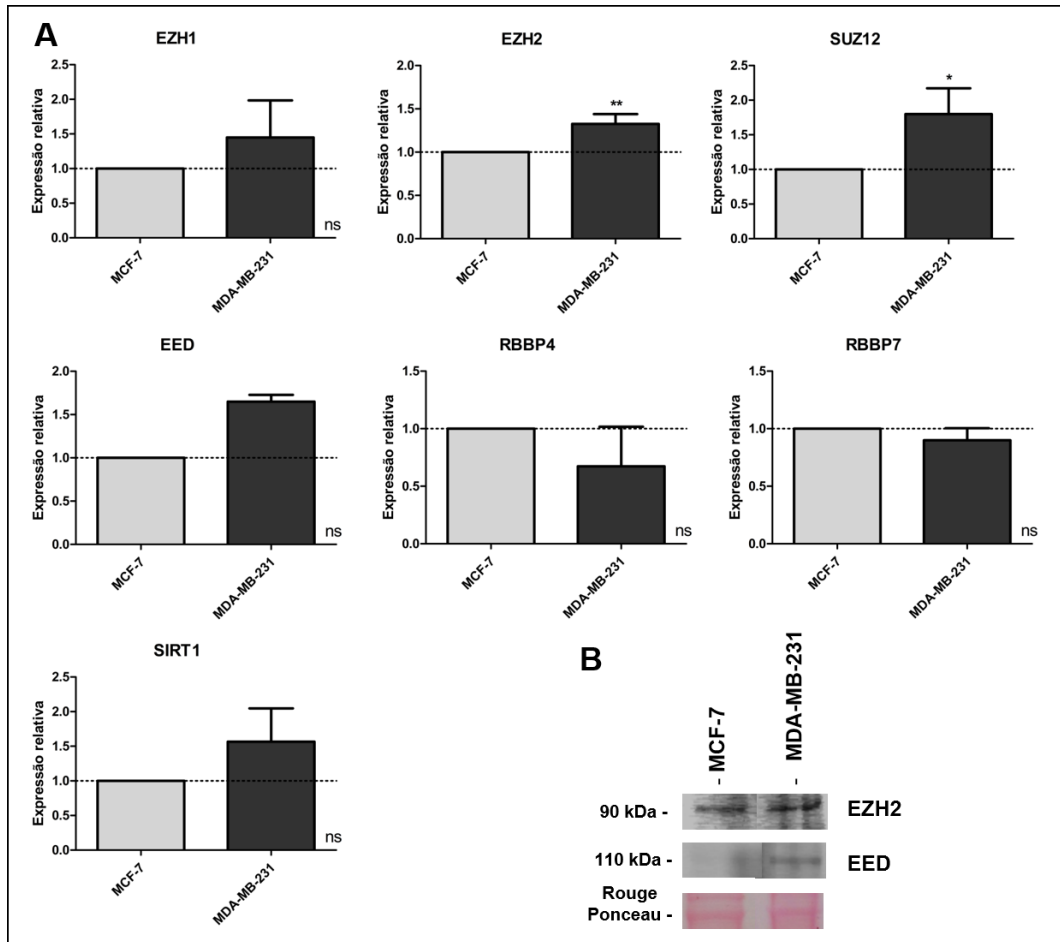 A
EZH1
Expressão relativa
2.5
2.0
1.5
1.0
0.5
0.0
ns
MCF-7
MDA-MB-231
EZH2
Expressão relativa
2.0
1.5
1.0
0.5
0.0
**
MCF-7
MDA-MB-231
SUZ12
Expressão relativa
2.5
2.0
1.5
1.0
0.5
0.0
*
MCF-7
MDA-MB-231
EED
Expressão relativa
2.0
1.5
1.0
0.5
0.0
ns
MCF-7
MDA-MB-231
RBBP4
Expressão relativa
1.5
1.0
0.5
0.0
ns
MCF-7
MDA-MB-231
RBBP7
Expressão relativa
1.5
1.0
0.5
0.0
ns
MCF-7
MDA-MB-231
SIRT1
Expressão relativa
2.5
2.0
1.5
1.0
0.5
0.0
ns
MCF-7
MDA-MB-231
B
- MCF-7
- MDA-MB-231
90 kDa - EZH2
110 kDa - EED
Rouge
Ponceau -